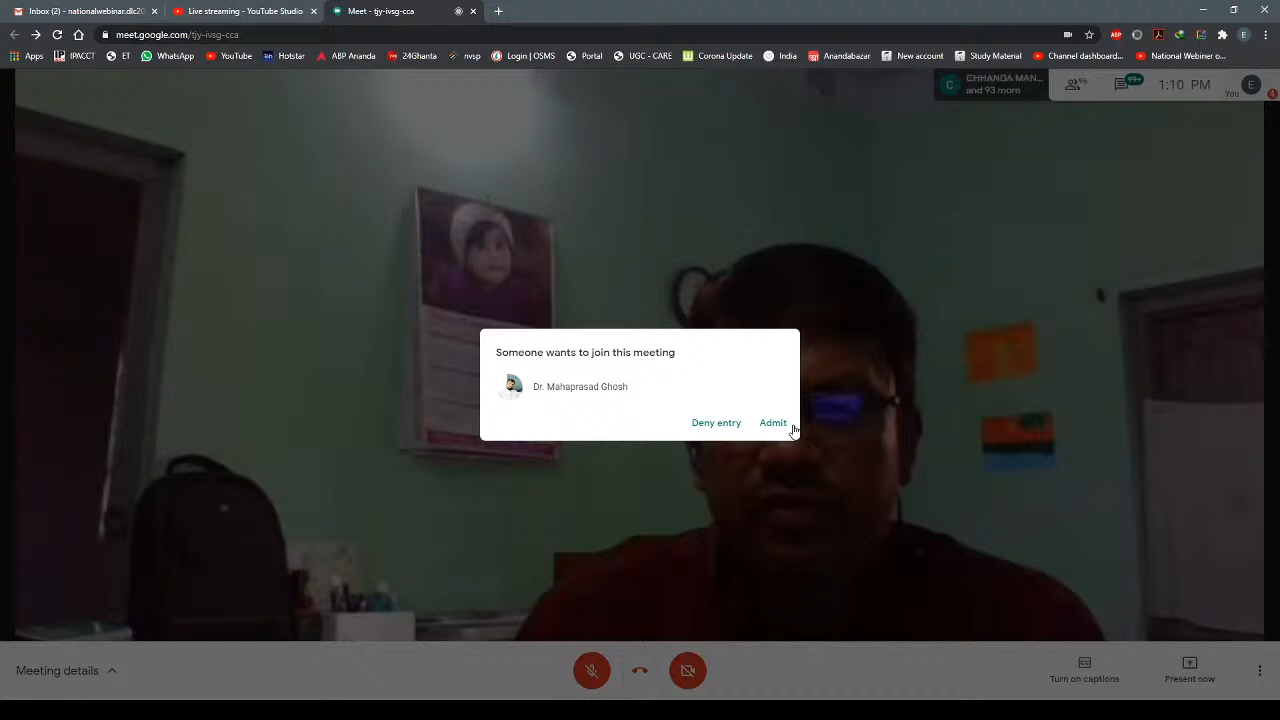 Inbox (2) - nationalwebinar.dlc20
Live streaming - YouTube Studio
Meet - tjy-ivsg-cca
meet.google.com/tjy-ivsg-cca
Apps
IPACCT
ET
WhatsApp
YouTube
Hotstar
ABP Ananda
24Ghanta
nvsp
Login | OSMS
Portal
UGC - CARE
Corona Update
India
Anandabazar
New account
Study Material
Channel dashboard...
National Webinar o...
CHHANDA MAN...
and 93 more
96
99+
1:10 PM
You
E
Someone wants to join this meeting
Dr. Mahaprasad Ghosh
Deny entry
Admit
Meeting details
Turn on captions
Present now